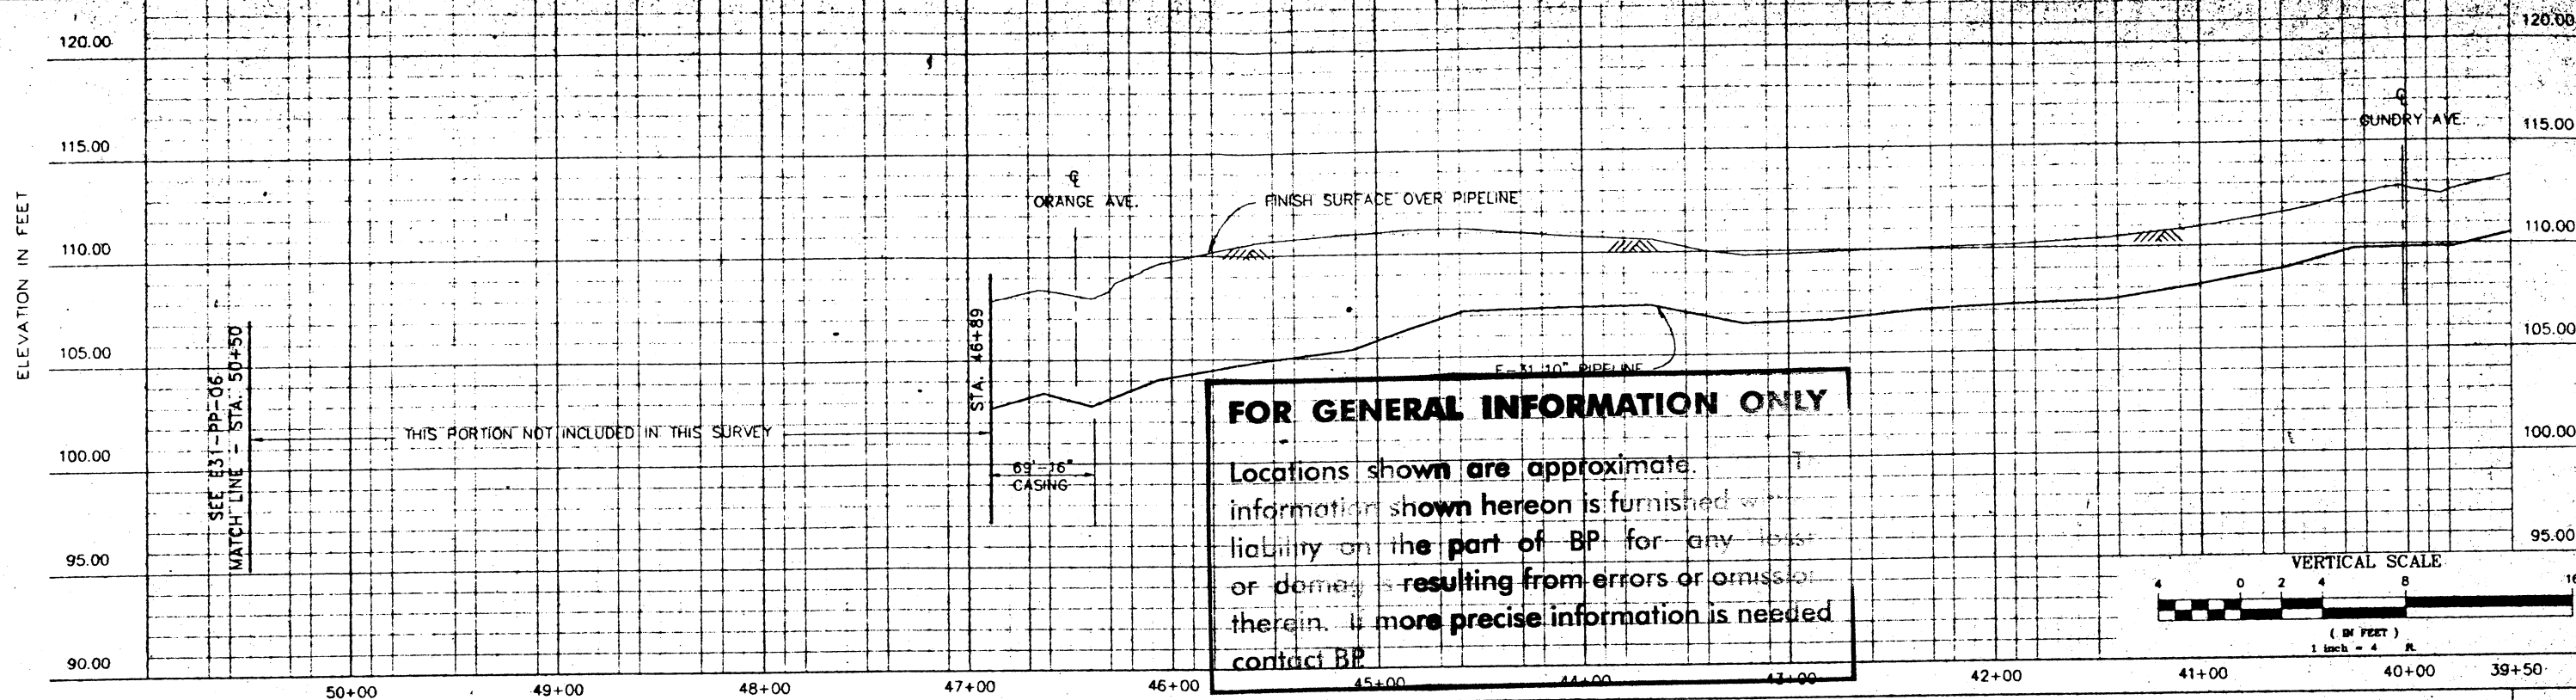 120.00
120.00
115.00
115.00
110.00
110.00
105.00
105.00
100.00
100.00
95.00
95.00
90.00
ELEVATION IN FEET
SEE E31-PP-06
MATCH LINE - STA. 50+50
THIS PORTION NOT INCLUDED IN THIS SURVEY
STA. 46+89
℄
ORANGE AVE.
69'-16"
CASING
FINISH SURFACE OVER PIPELINE
E-31 10" PIPELINE
℄
GUNDRY AVE.
FOR GENERAL INFORMATION ONLY
Locations shown are approximate.
information shown hereon is furnished
liability on the part of BP for any
or resulting from errors or
therein. more precise information is needed
contact BP
VERTICAL SCALE
4 0 2 4 8 16
( IN FEET )
1 inch = 4 ft.
50+00 49+00 48+00 47+00 46+00 45+00 44+00 43+00 42+00 41+00 40+00 39+50